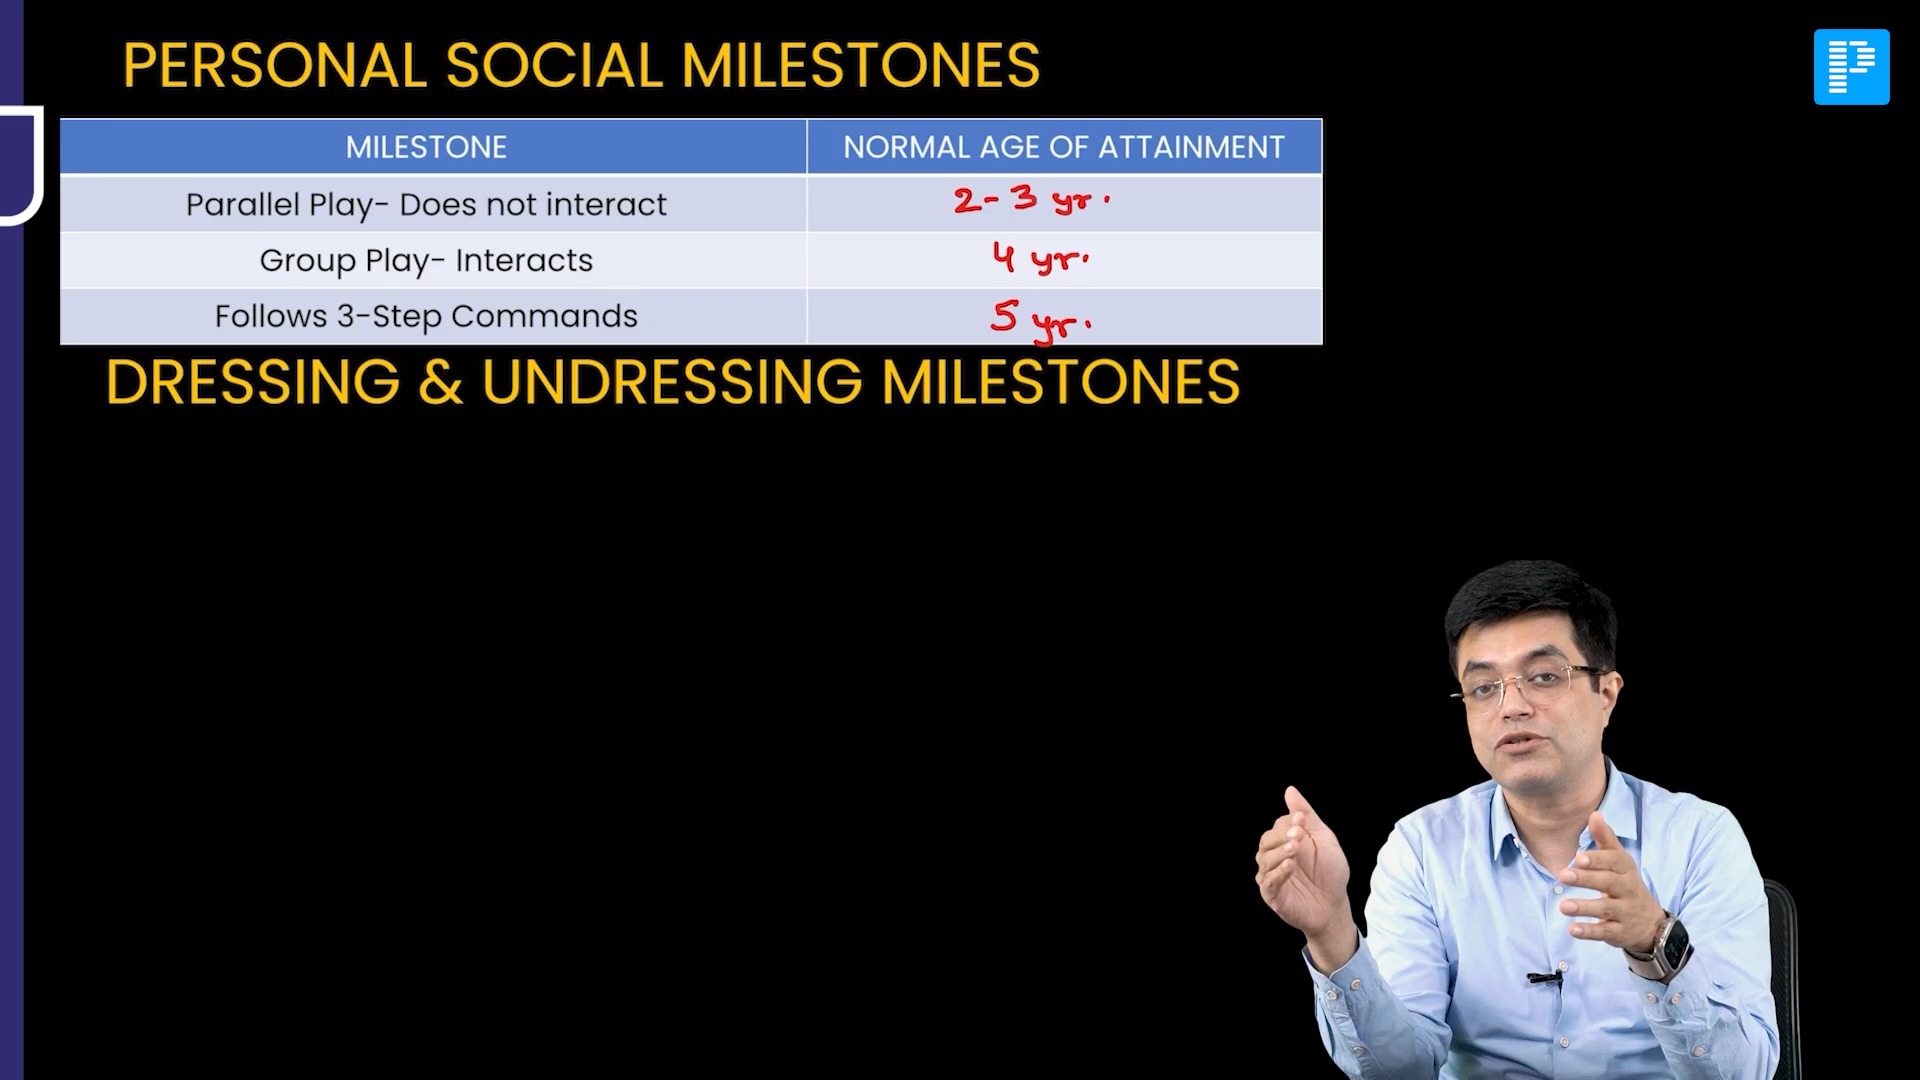 PERSONAL SOCIAL MILESTONES
MILESTONE NORMAL AGE OF ATTAINMENT
Parallel Play- Does not interact 2-3 yr.
Group Play- Interacts 4 yr.
Follows 3-Step Commands 5 yr.
DRESSING & UNDRESSING MILESTONES